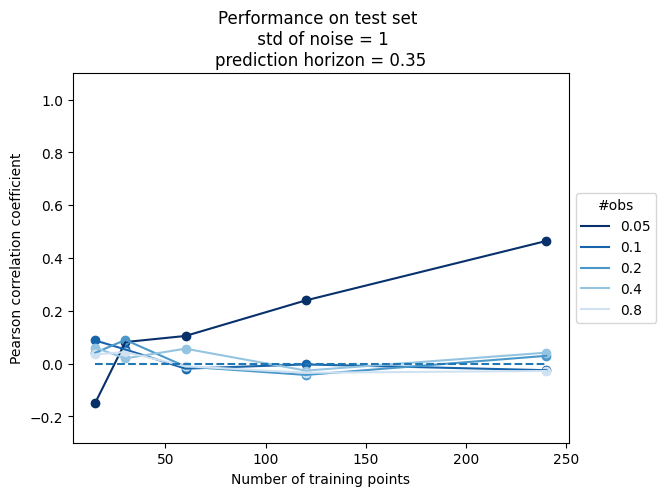 Performance on test set
std of noise = 1
prediction horizon = 0.35
1.0
0.8
0.6
0.4
0.2
0.0
−0.2
Pearson correlation coefficient
50
100
150
200
250
Number of training points
#obs
0.05
0.1
0.2
0.4
0.8